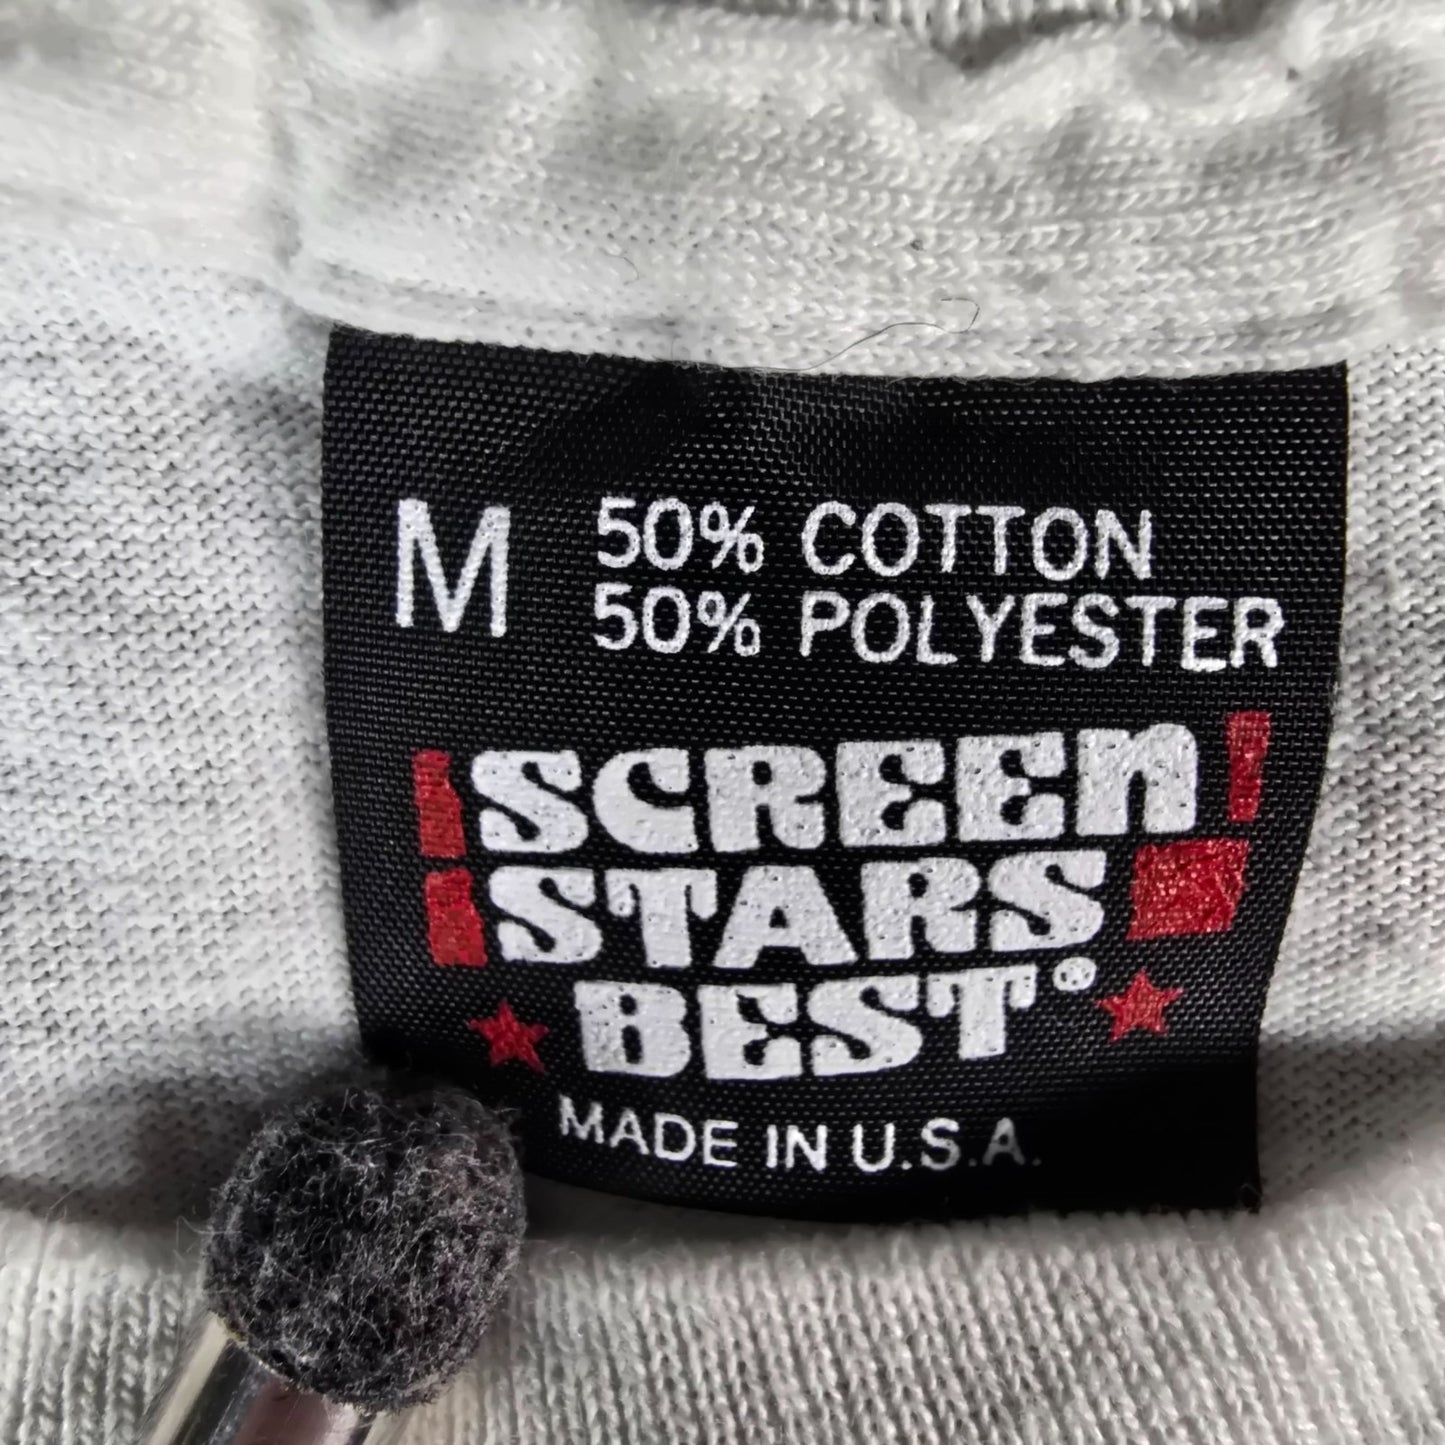 M 50% COTTON
50% POLYESTER
SCREEN
STARS
BEST®
MADE IN U.S.A.